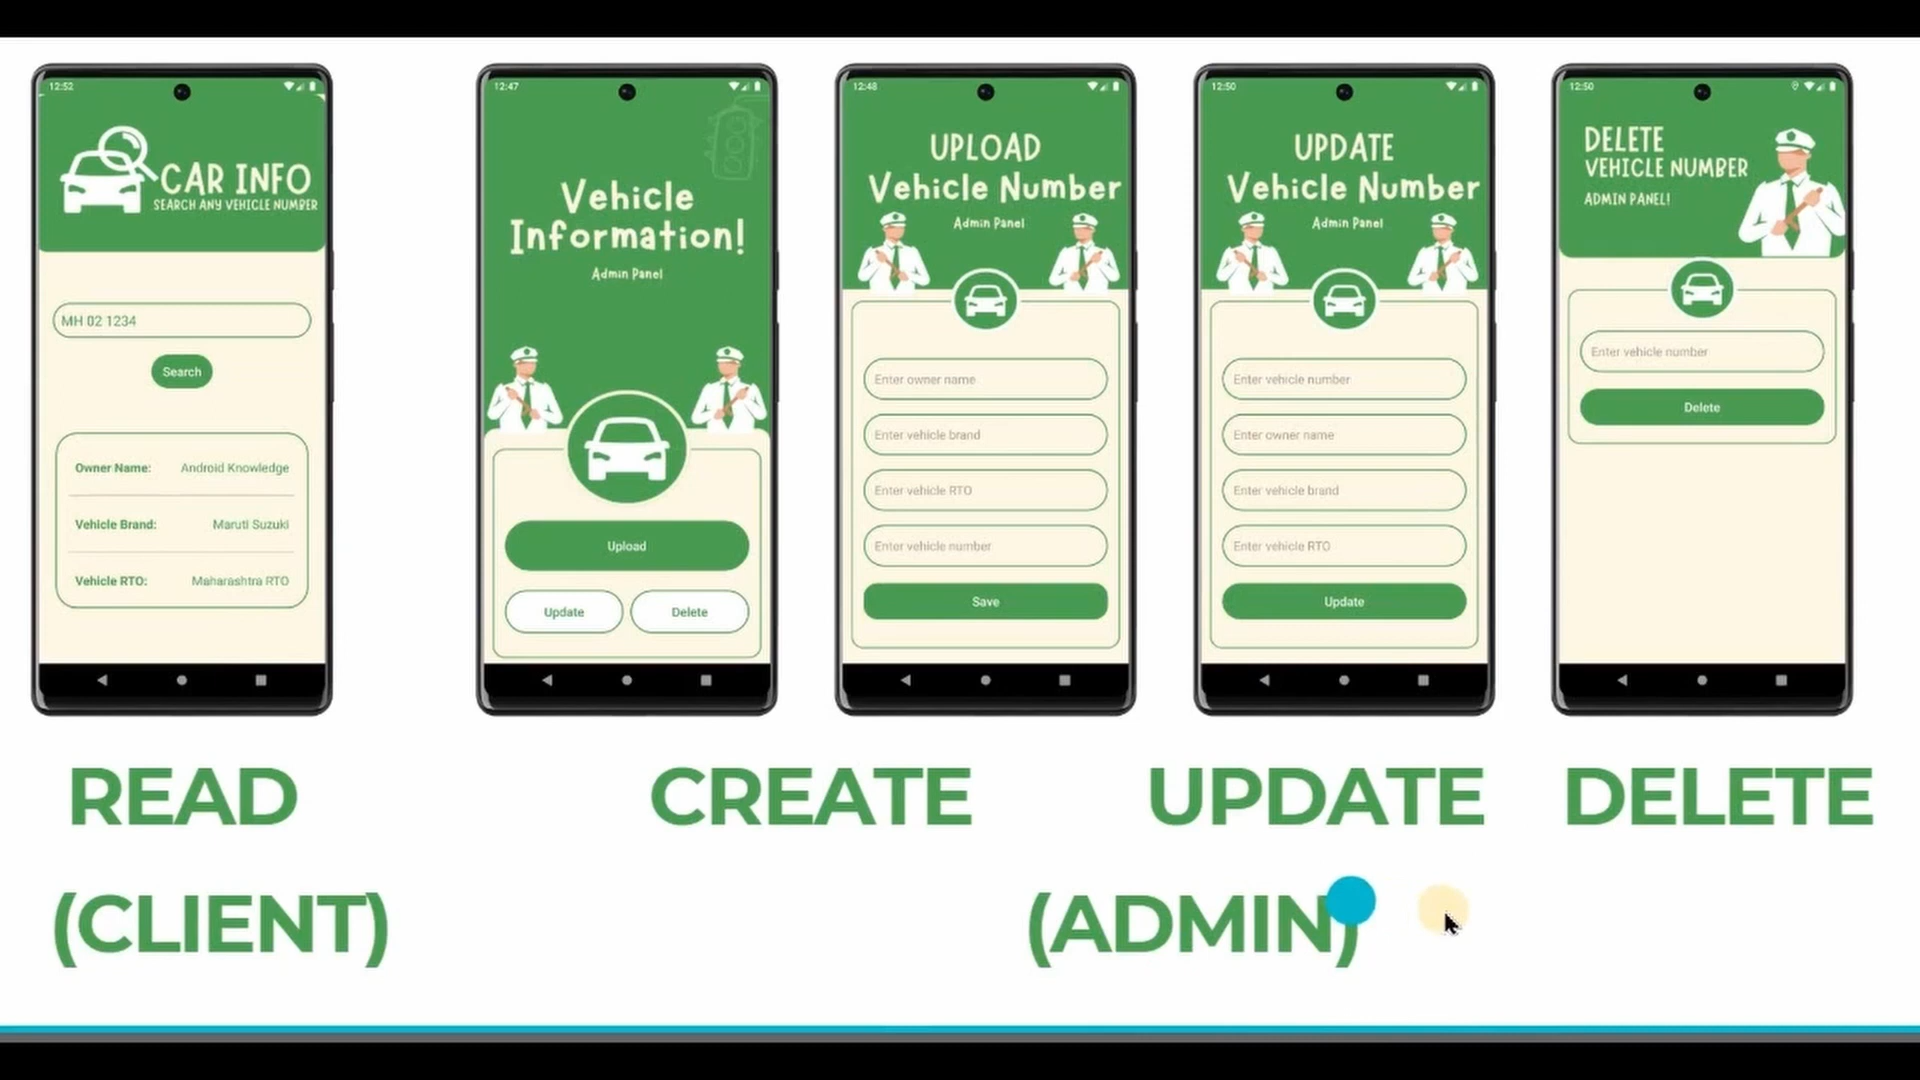 12:52
CAR INFO
SEARCH ANY VEHICLE NUMBER
MH 02 1234
Search
Owner Name: Android Knowledge
Vehicle Brand: Maruti Suzuki
Vehicle RTO: Maharashtra RTO
12:47
Vehicle
Information!
Admin Panel
Upload
Update Delete
12:48
UPLOAD
Vehicle Number
Admin Panel
Enter owner name
Enter vehicle brand
Enter vehicle RTO
Enter vehicle number
Save
12:50
UPDATE
Vehicle Number
Admin Panel
Enter vehicle number
Enter owner name
Enter vehicle brand
Enter vehicle RTO
Update
12:50
DELETE
VEHICLE NUMBER
ADMIN PANEL!
Enter vehicle number
Delete
READ CREATE UPDATE DELETE
(CLIENT) (ADMIN)